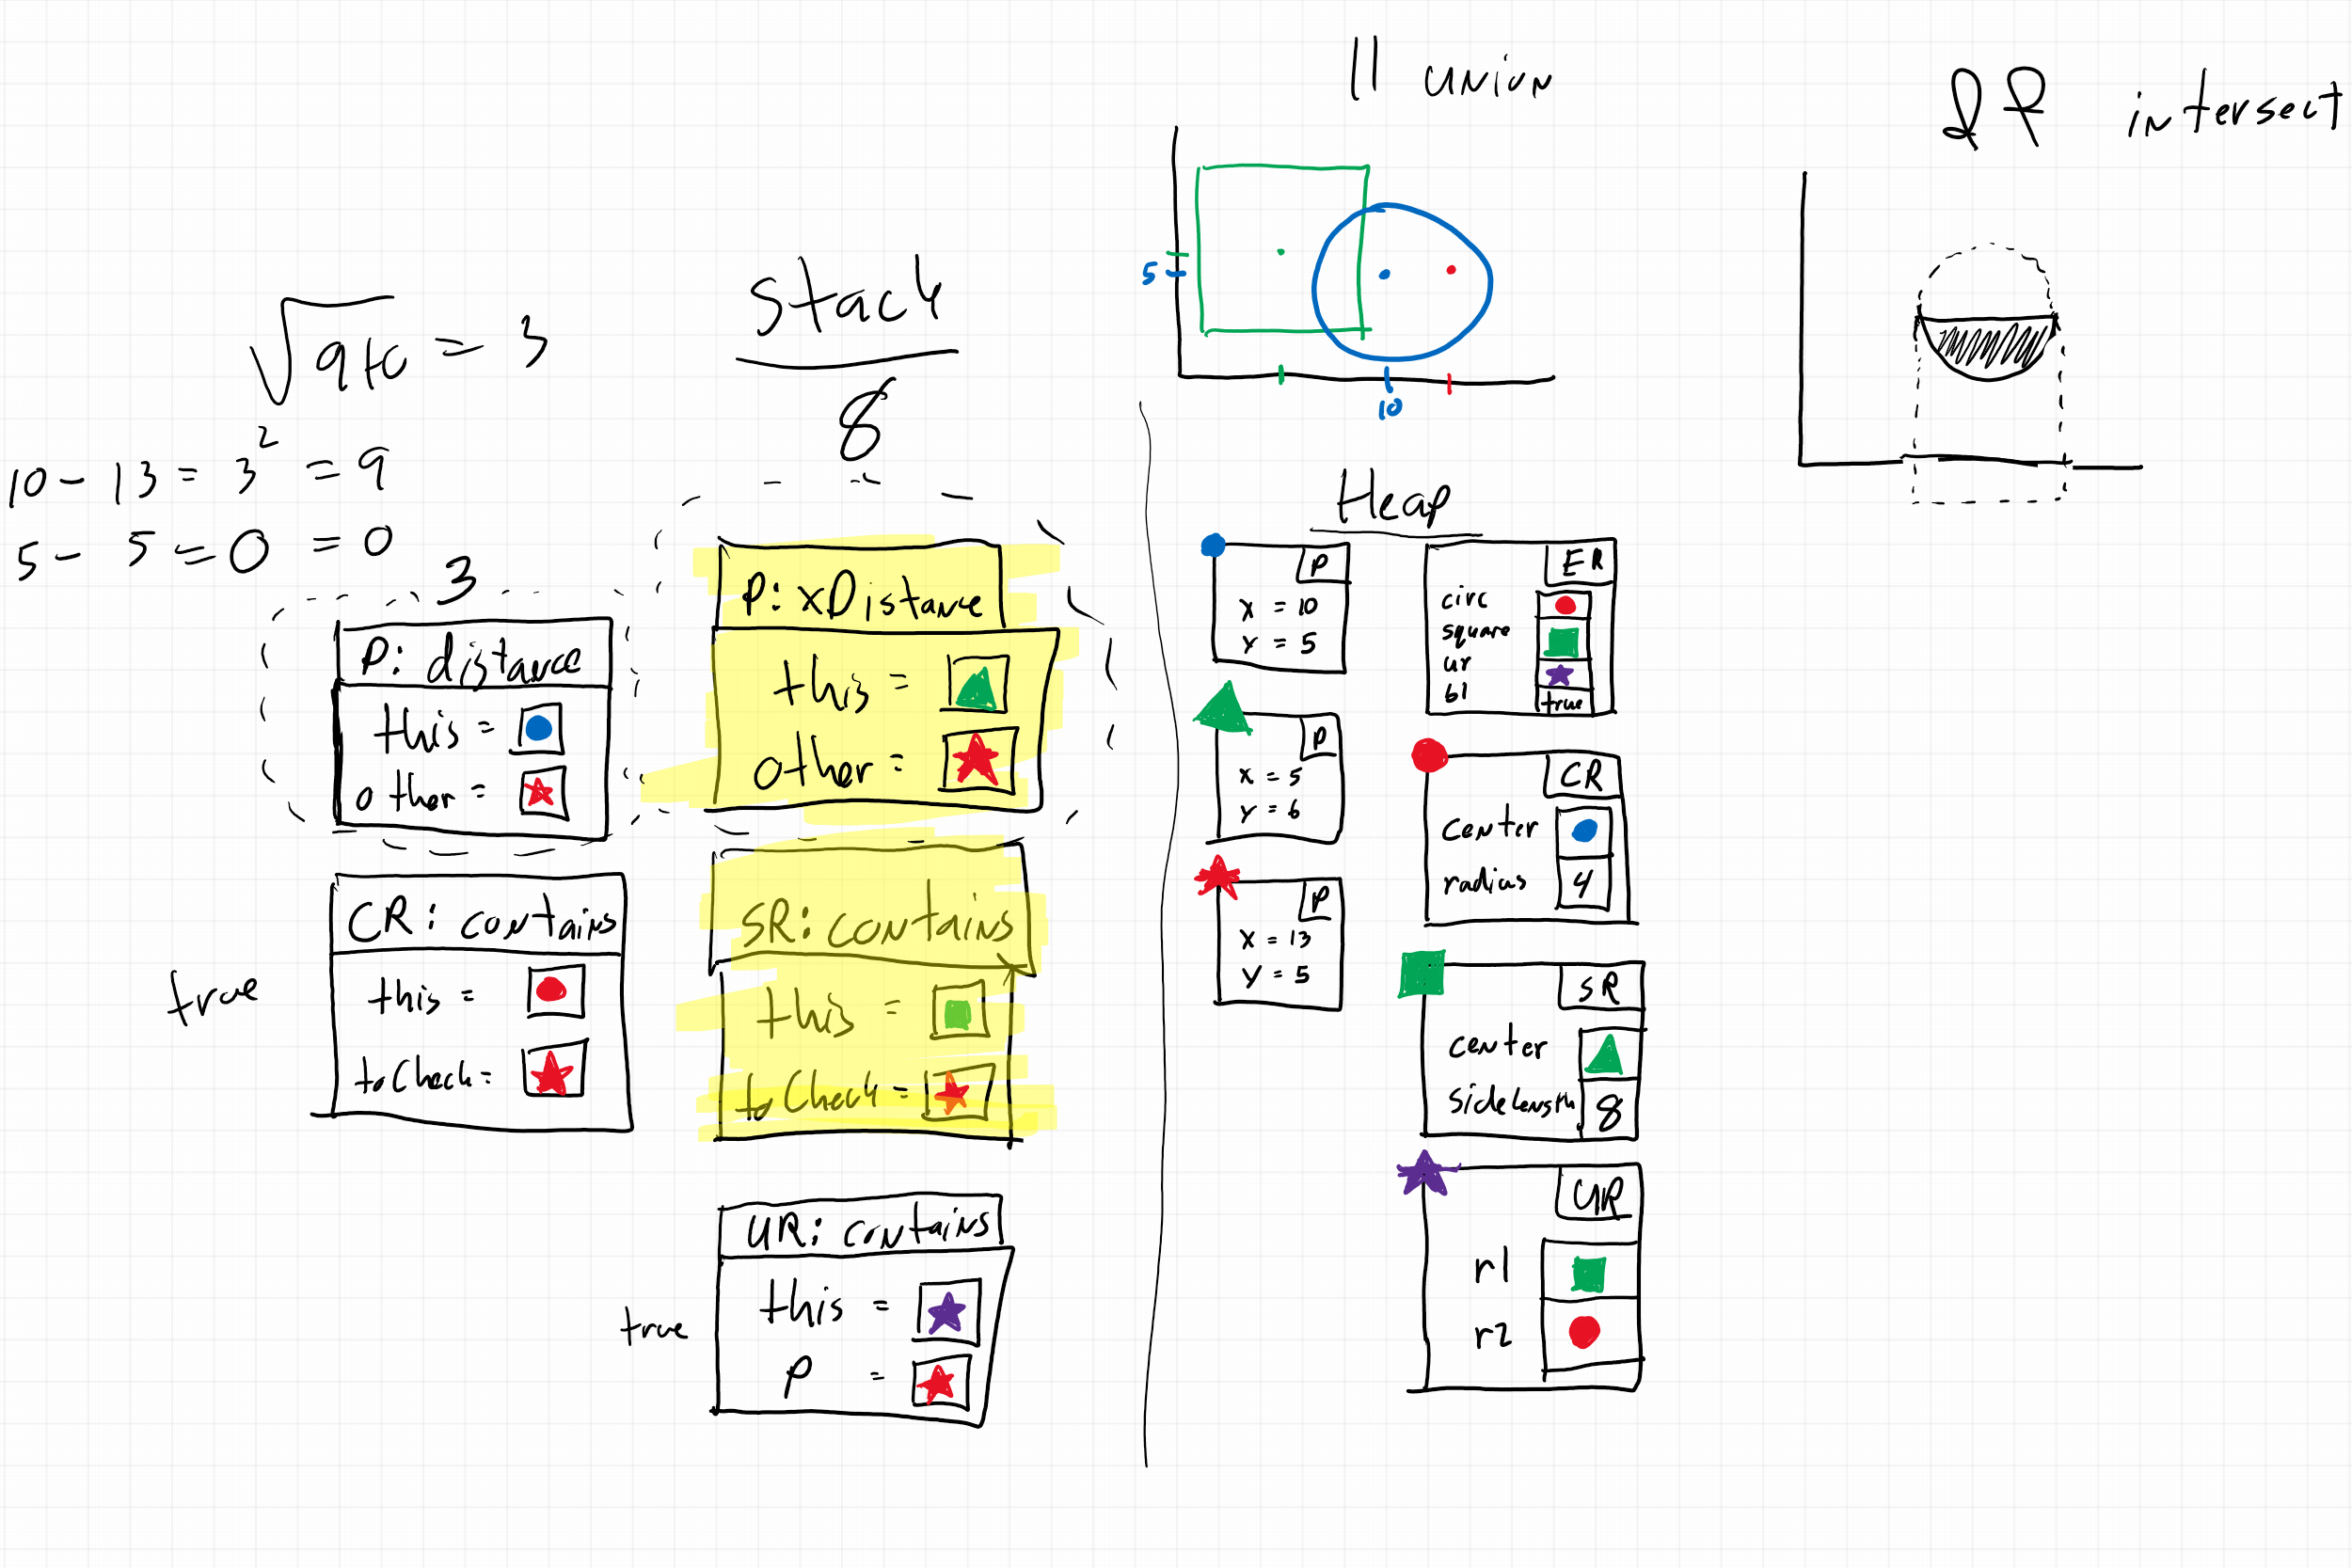 || union
&& intersect
5
10
Stack
8
√9+0 = 3
10 - 13 = 3² = 9
5 - 5 = 0 = 0
3
P: distance
this =
other =
CR: contains
this =
toCheck =
true
P: xDistance
this =
other =
SR: contains
this =
toCheck =
UR: contains
this =
P =
true
Heap
P
x = 10
Y = 5
P
x = 5
Y = 6
P
X = 13
Y = 5
ER
circ
square
ur
b1 true
CR
center
radius 4
SR
center
sidelength 8
UR
r1
r2